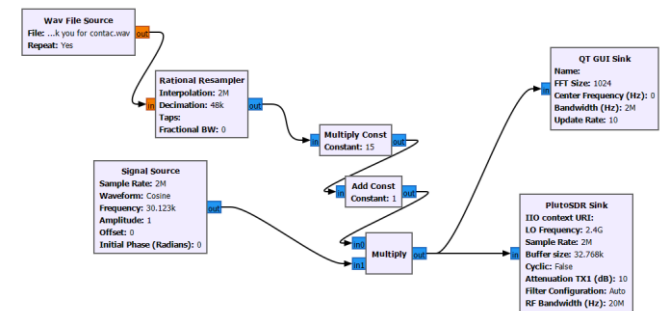 Wav File Source
File: ...k you for contac.wav
Repeat: Yes
out
in
Rational Resampler
Interpolation: 2M
Decimation: 48k
Taps:
Fractional BW: 0
out
in
Multiply Const
Constant: 15
out
in
Add Const
Constant: 1
out
Signal Source
Sample Rate: 2M
Waveform: Cosine
Frequency: 30.123k
Amplitude: 1
Offset: 0
Initial Phase (Radians): 0
out
in0
in1
Multiply
out
in
QT GUI Sink
Name:
FFT Size: 1024
Center Frequency (Hz): 0
Bandwidth (Hz): 2M
Update Rate: 10
in
PlutoSDR Sink
IIO context URI:
LO Frequency: 2.4G
Sample Rate: 2M
Buffer size: 32.768k
Cyclic: False
Attenuation TX1 (dB): 10
Filter Configuration: Auto
RF Bandwidth (Hz): 20M